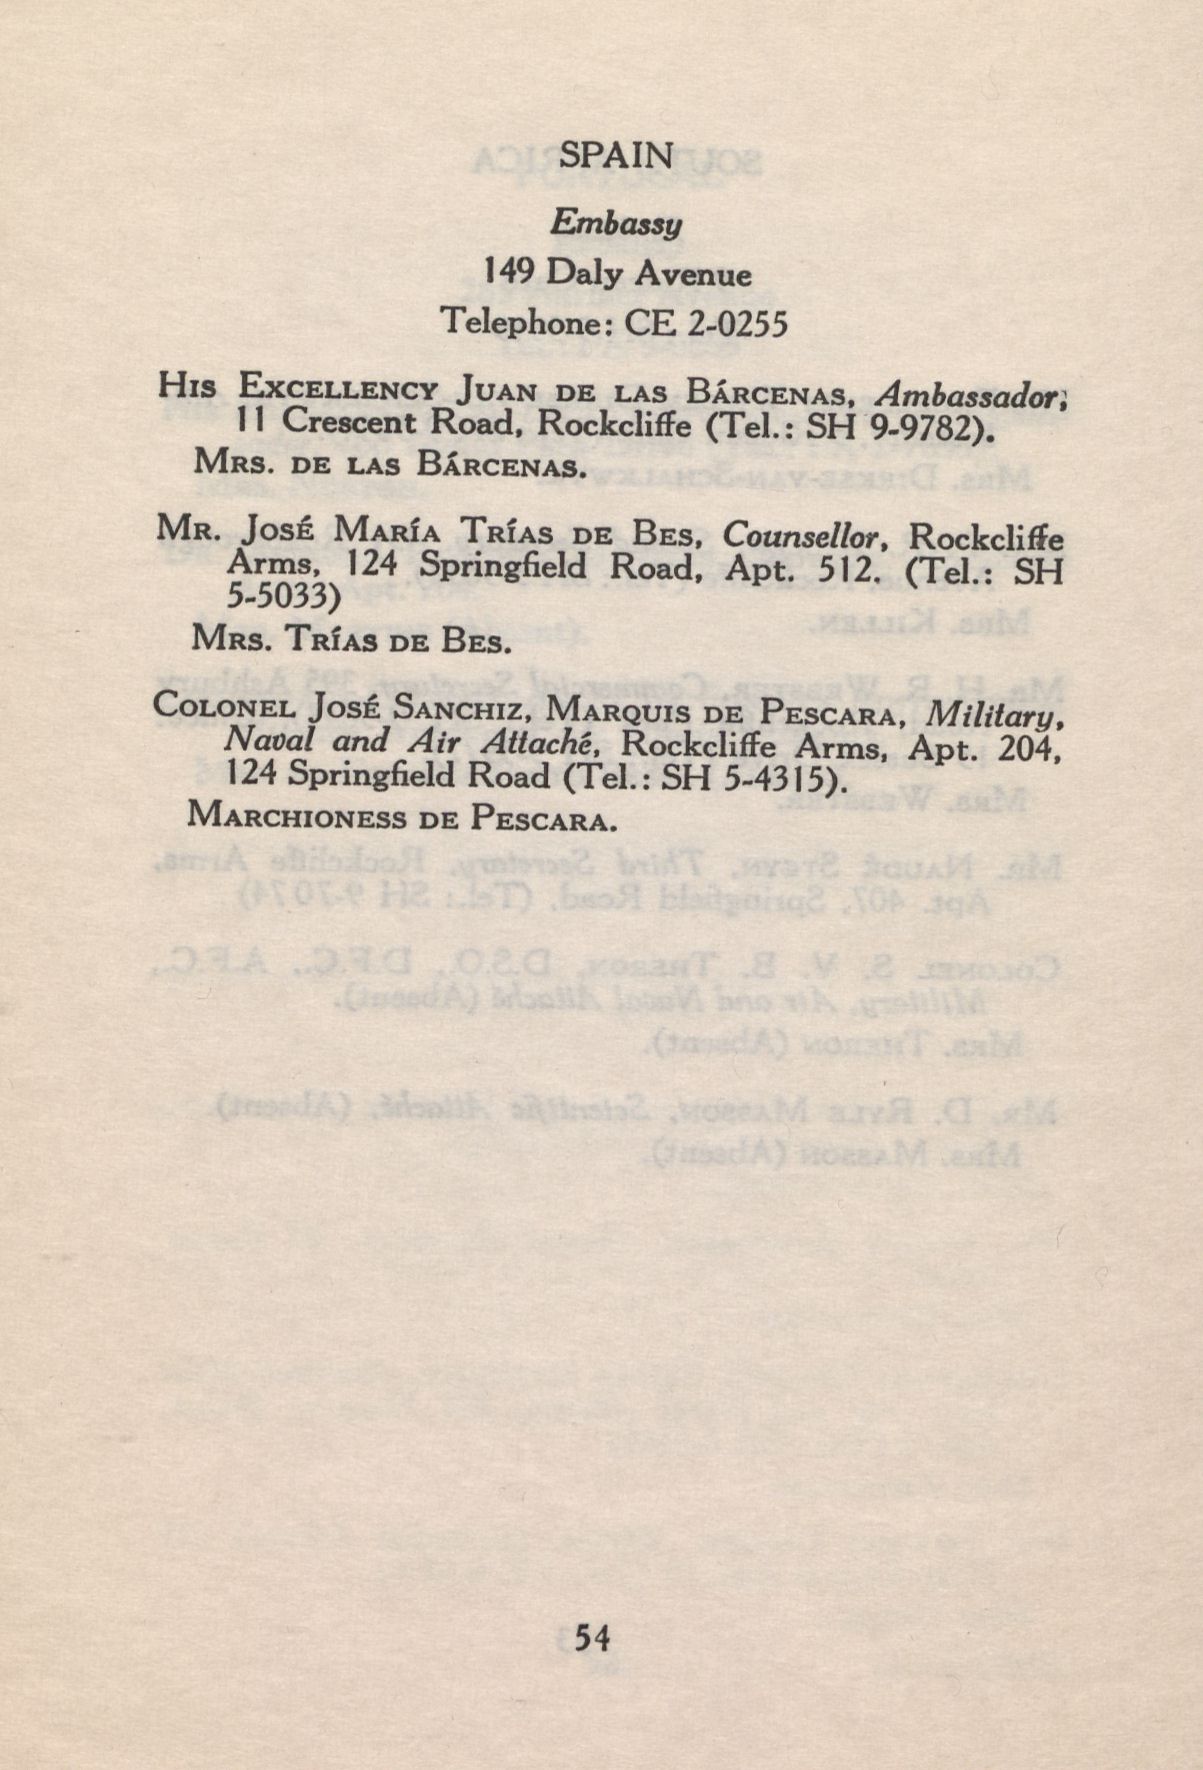 SPAIN
Embassy
149 Daly Avenue
Telephone: CE 2-0255
His Excellency Juan de las Bárcenas, Ambassador;
11 Crescent Road, Rockcliffe (Tel.: SH 9-9782).
Mrs. de las Bárcenas.
Mr. José María Trías de Bes, Counsellor, Rockcliffe
Arms, 124 Springfield Road, Apt. 512. (Tel.: SH
5-5033)
Mrs. Trías de Bes.
Colonel José Sanchiz, Marquis de Pescara, Military,
Naval and Air Attaché, Rockcliffe Arms, Apt. 204,
124 Springfield Road (Tel.: SH 5-4315).
Marchioness de Pescara.
54